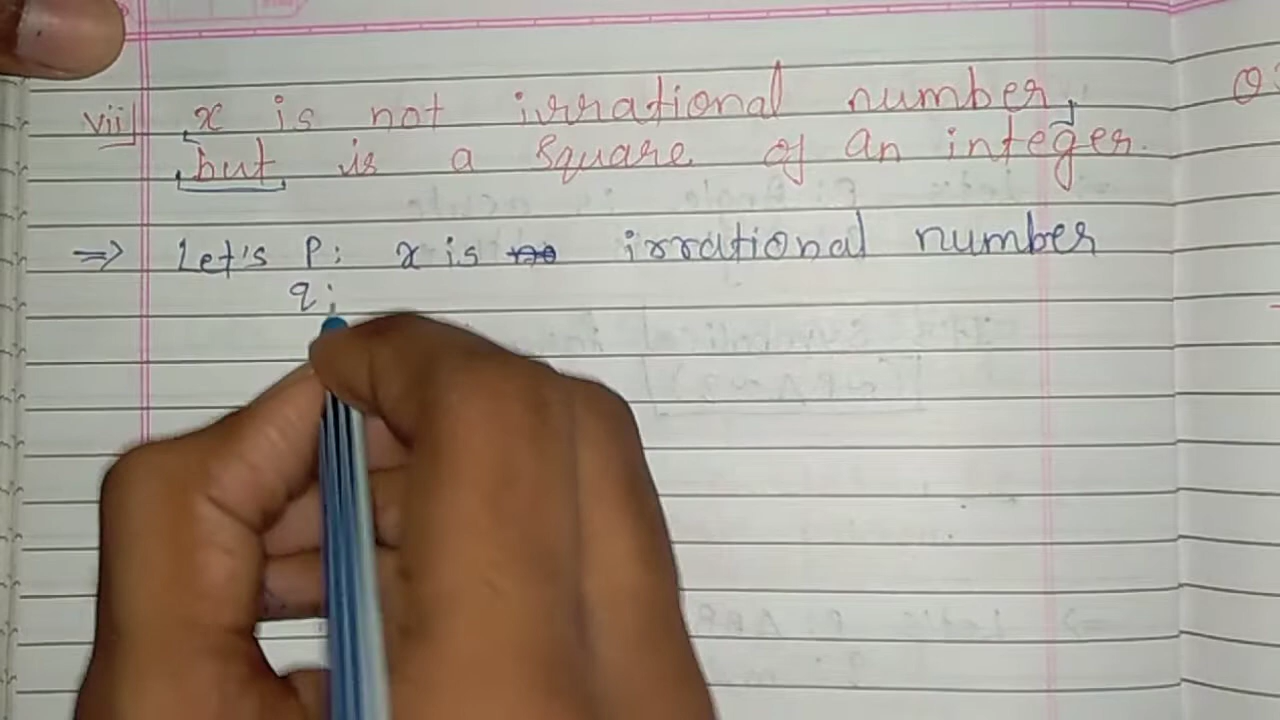 vii] x is not irrational number,
but is a square of an integer.
=> Let's P: x is irrational number
q: